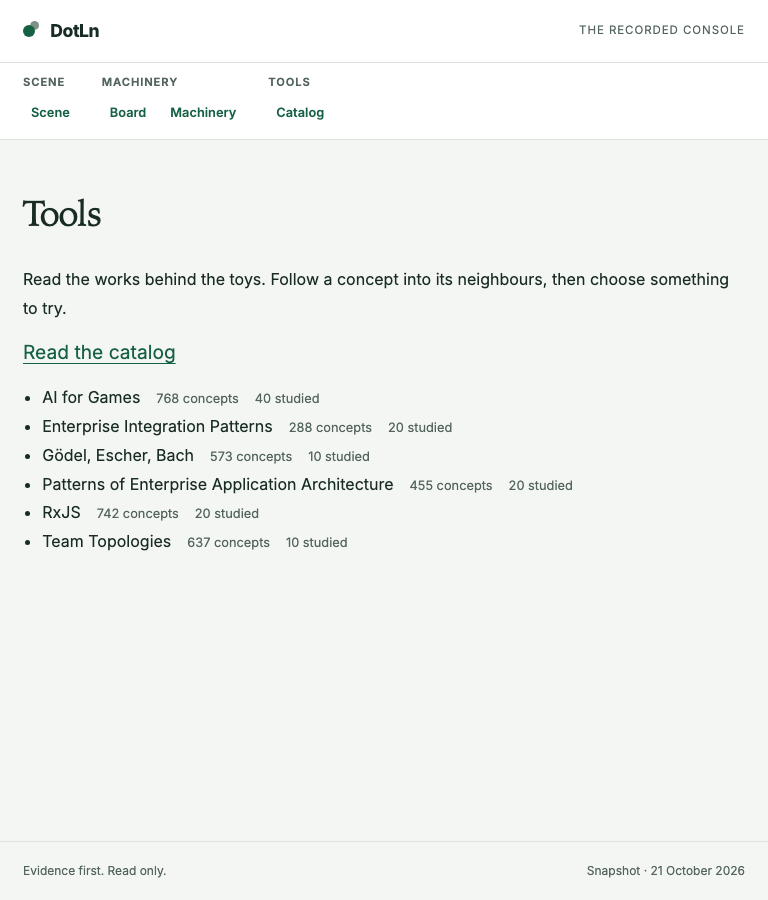 DotLn
THE RECORDED CONSOLE
SCENE
MACHINERY
TOOLS
Scene
Board
Machinery
Catalog
Tools
Read the works behind the toys. Follow a concept into its neighbours, then choose something
to try.
Read the catalog
AI for Games 768 concepts 40 studied
Enterprise Integration Patterns 288 concepts 20 studied
Gödel, Escher, Bach 573 concepts 10 studied
Patterns of Enterprise Application Architecture 455 concepts 20 studied
RxJS 742 concepts 20 studied
Team Topologies 637 concepts 10 studied
Evidence first. Read only.
Snapshot · 21 October 2026